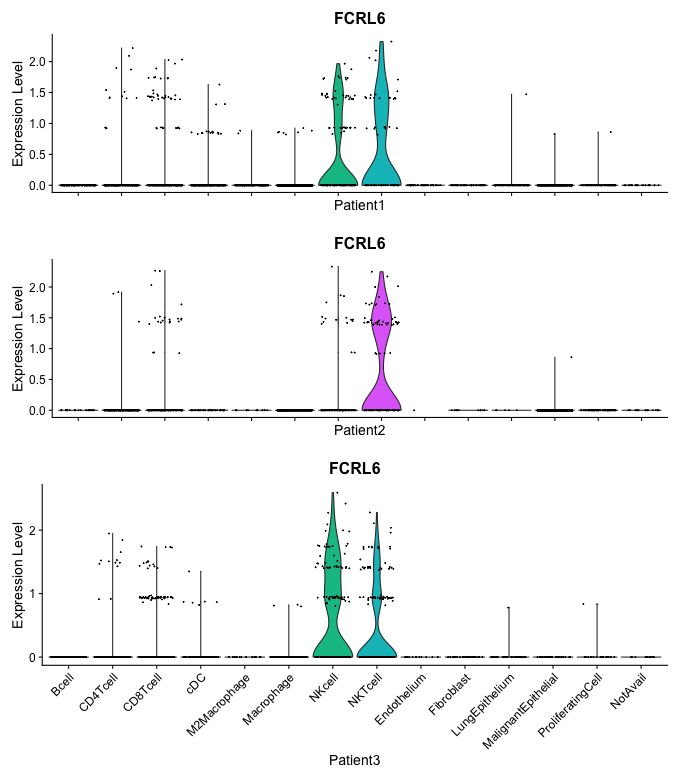 FCRL6
Expression Level
2.0
1.5
1.0
0.5
0.0
Patient1
FCRL6
Expression Level
2.0
1.5
1.0
0.5
0.0
Patient2
FCRL6
Expression Level
2
1
0
Bcell
CD4Tcell
CD8Tcell
cDC
M2Macrophage
Macrophage
NKcell
NKTcell
Endothelium
Fibroblast
LungEpithelium
MalignantEpithelial
ProliferatingCell
NotAvail
Patient3